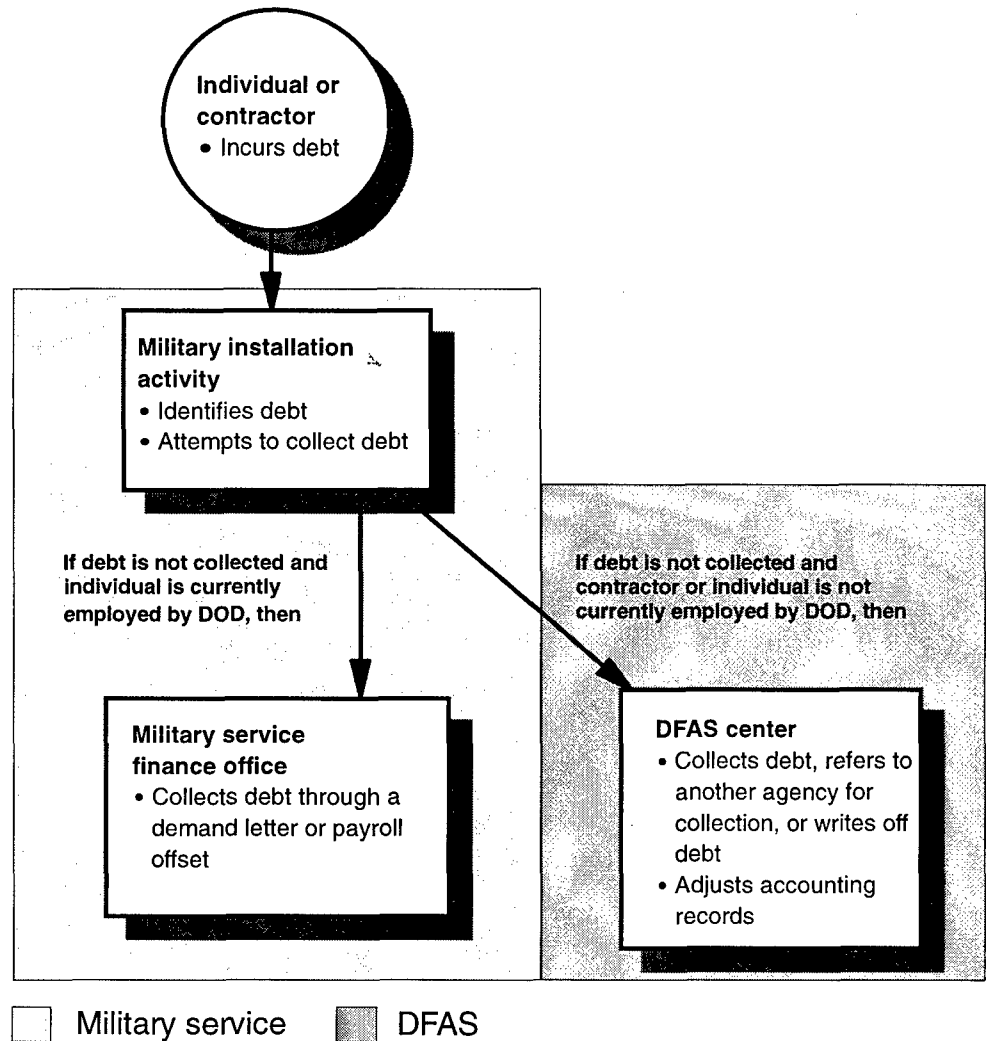 Individual or
contractor
• Incurs debt
Military installation
activity
• Identifies debt
• Attempts to collect debt
If debt is not collected and
individual is currently
employed by DOD, then
If debt is not collected and
contractor or individual is not
currently employed by DOD, then
Military service
finance office
• Collects debt through a
demand letter or payroll
offset
DFAS center
• Collects debt, refers to
another agency for
collection, or writes off
debt
• Adjusts accounting
records
Military service
DFAS